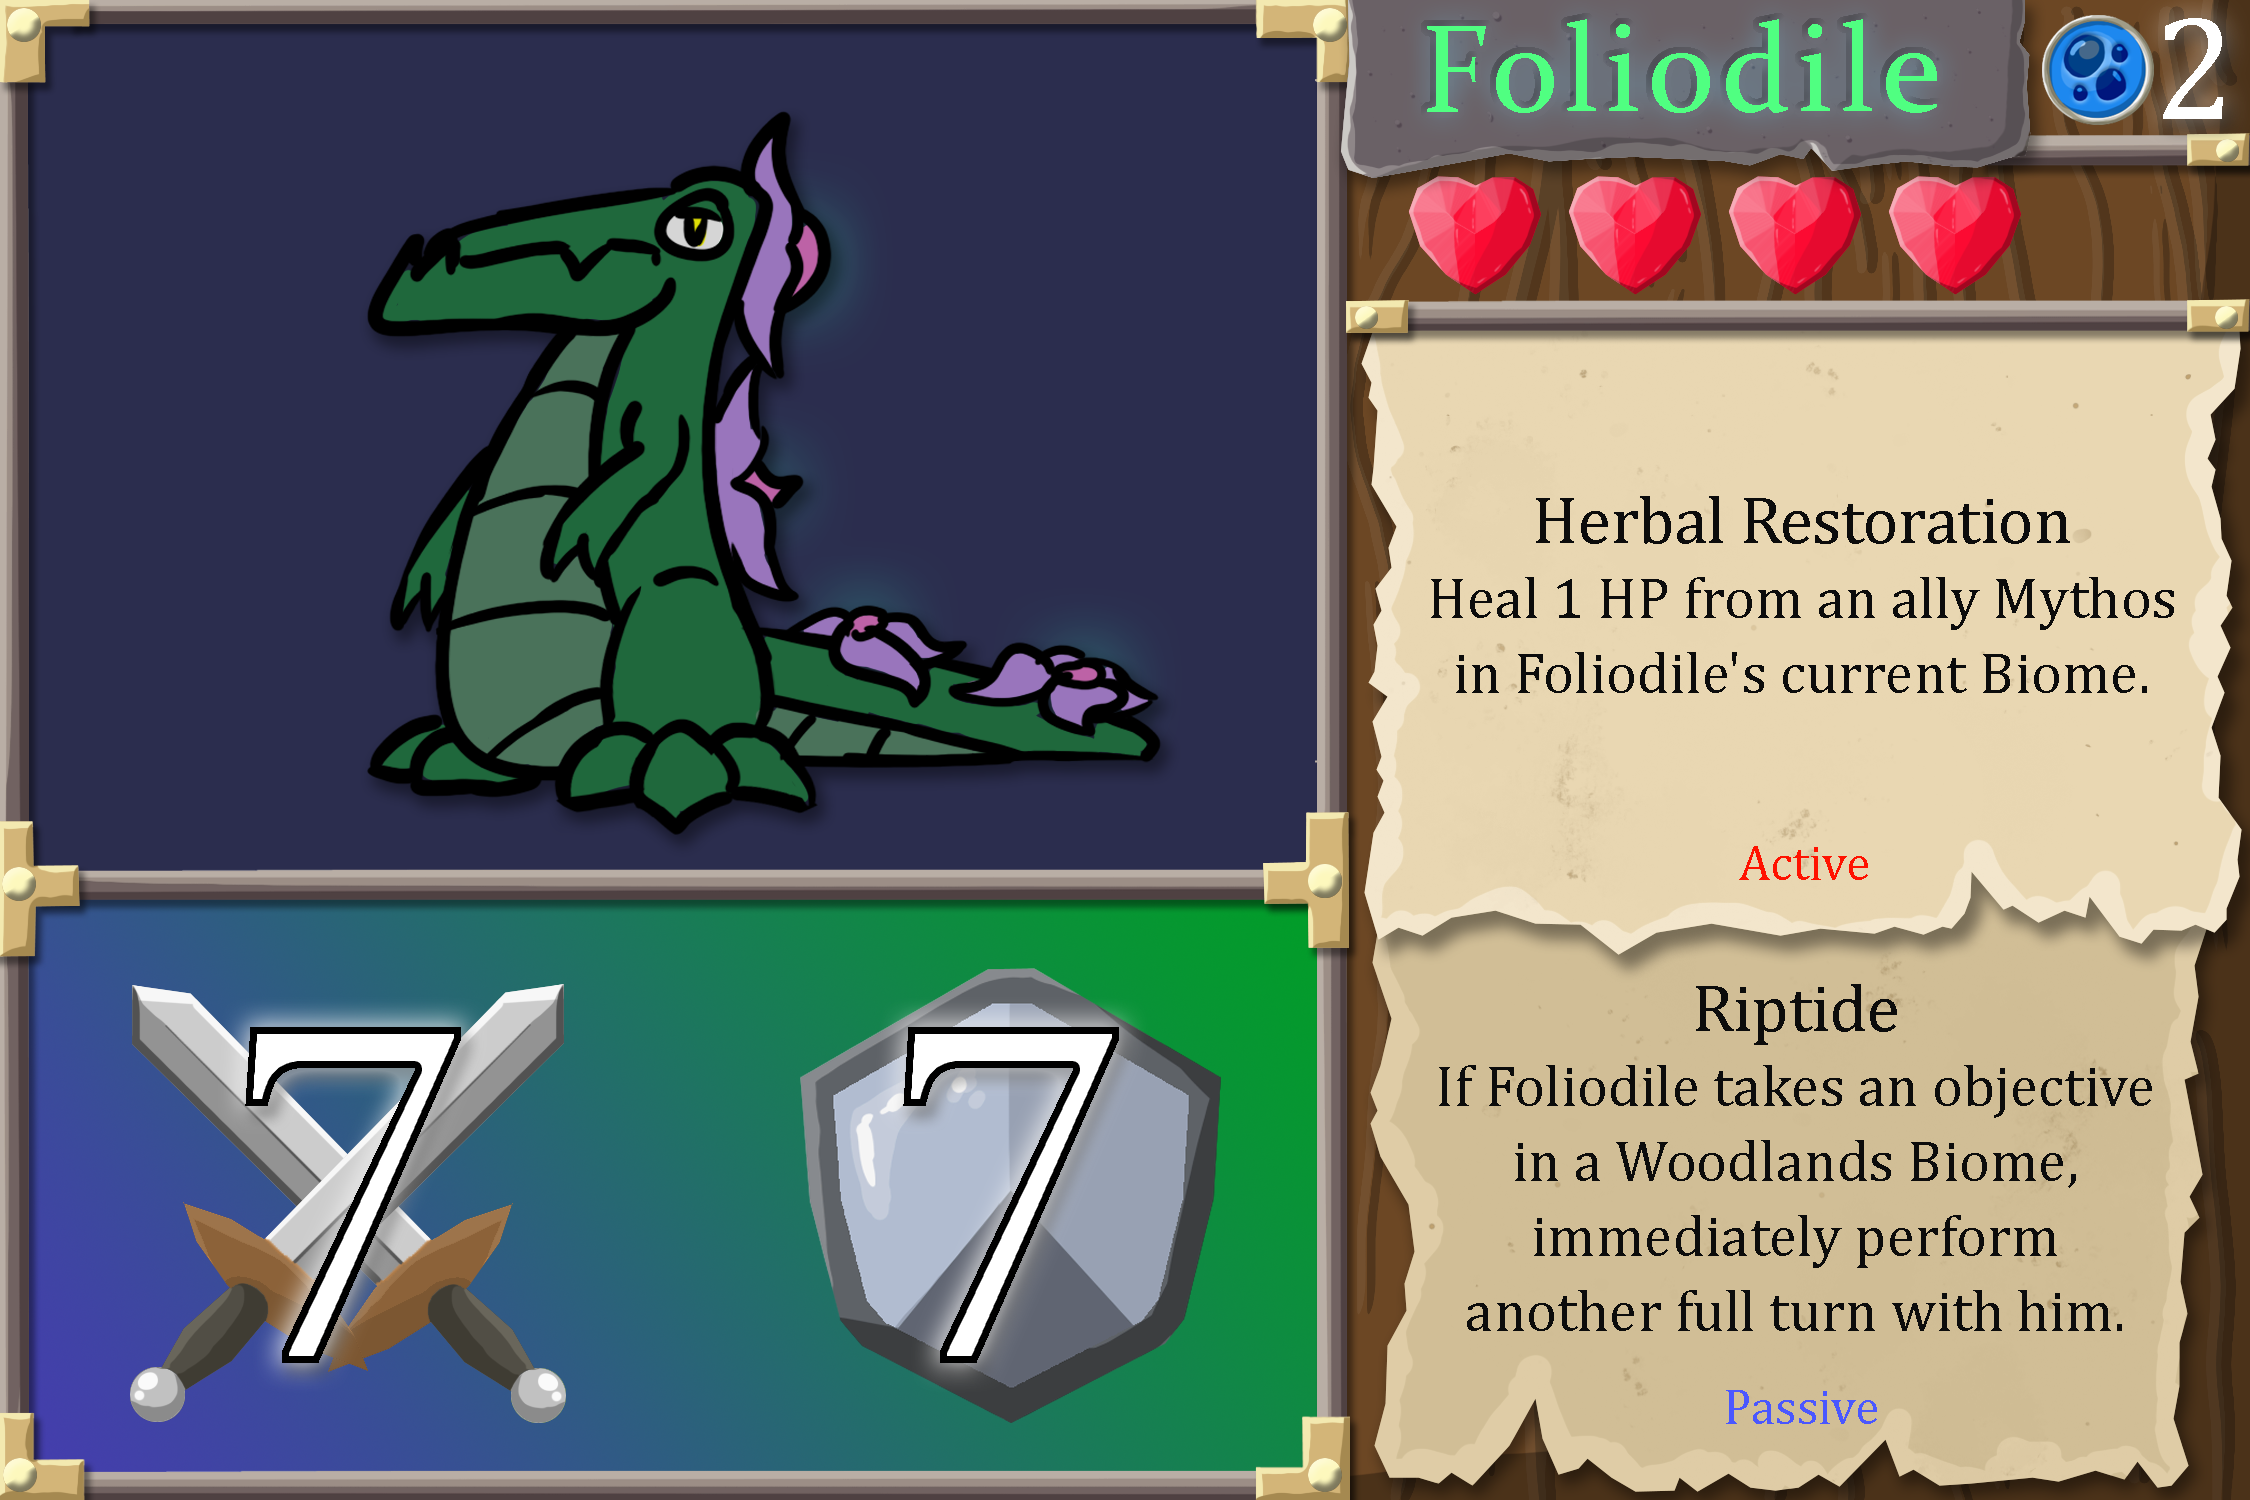 Foliodile
2
Herbal Restoration
Heal 1 HP from an ally Mythos
in Foliodile's current Biome.
Active
Riptide
If Foliodile takes an objective
in a Woodlands Biome,
immediately perform
another full turn with him.
Passive
7
7